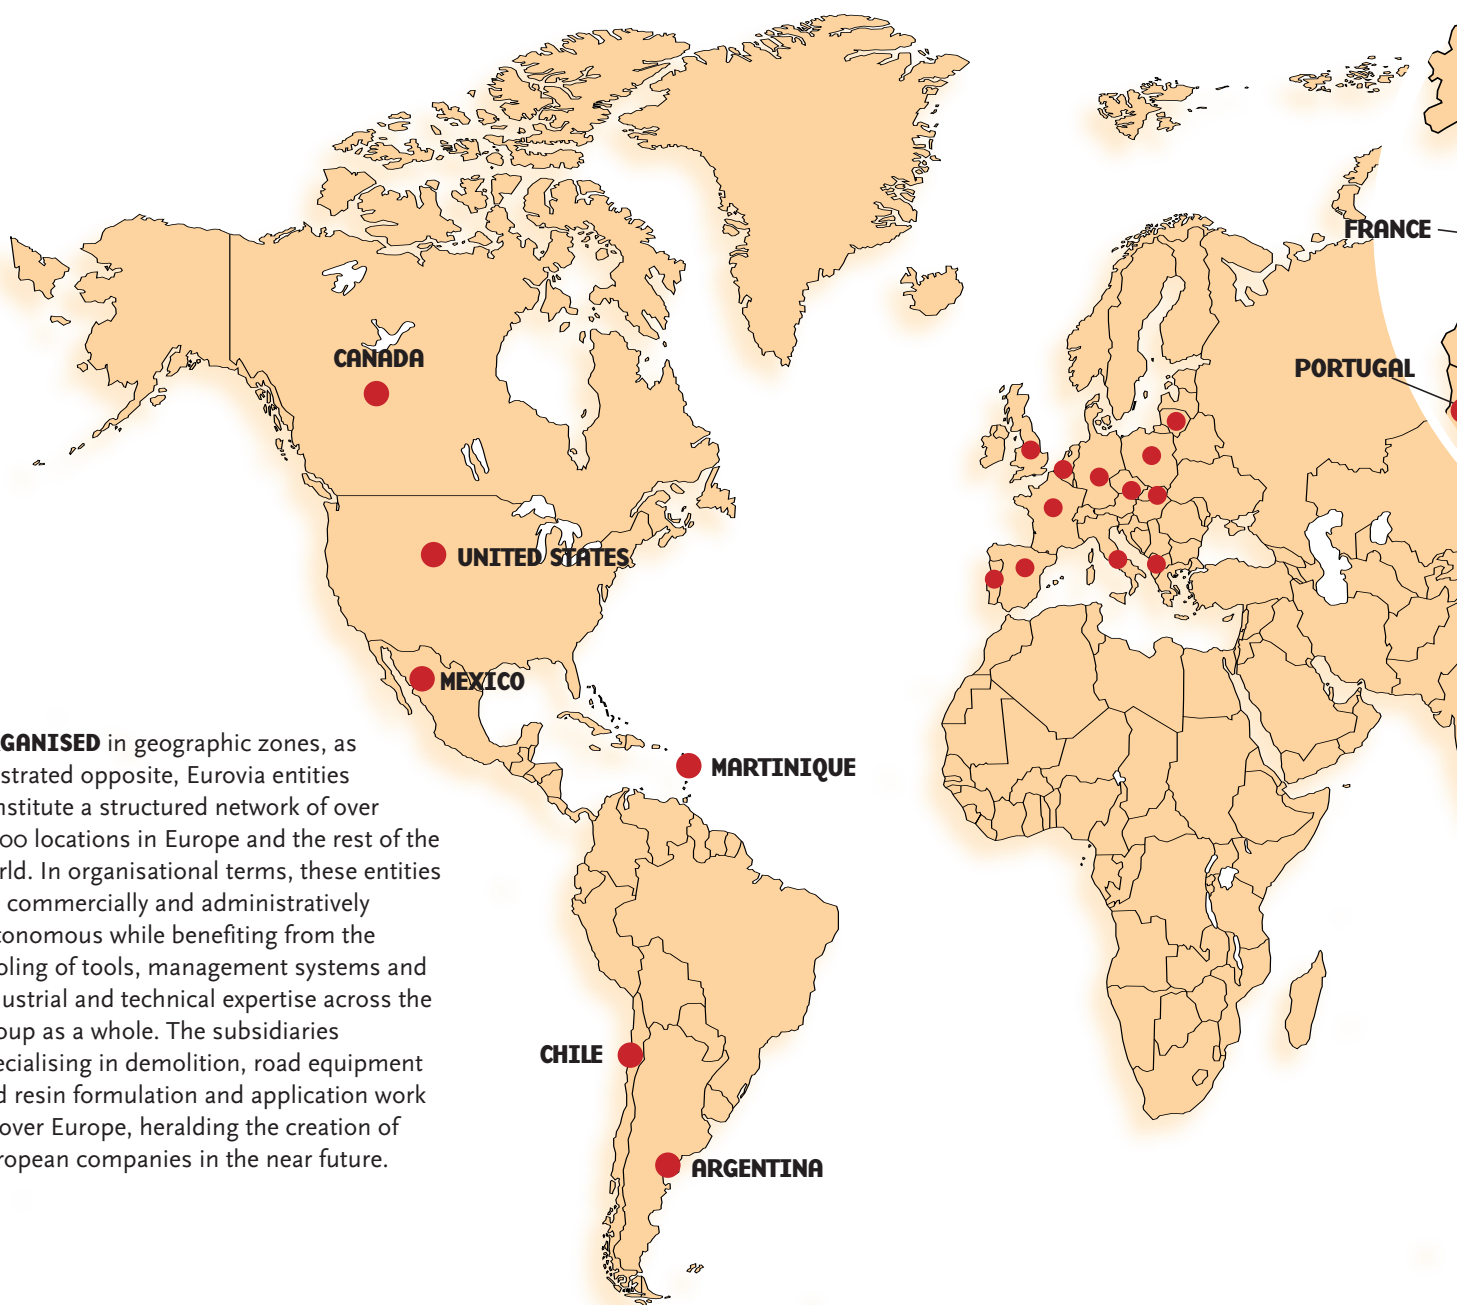 FRANCE
CANADA
PORTUGAL
UNITED STATES
MEXICO
MARTINIQUE
GANISED in geographic zones, as
strated opposite, Eurovia entities
nstitute a structured network of over
00 locations in Europe and the rest of the
rld. In organisational terms, these entities
commercially and administratively
tonomous while benefiting from the
oling of tools, management systems and
dustrial and technical expertise across the
oup as a whole. The subsidiaries
ecialising in demolition, road equipment
d resin formulation and application work
over Europe, heralding the creation of
ropean companies in the near future.
CHILE
ARGENTINA